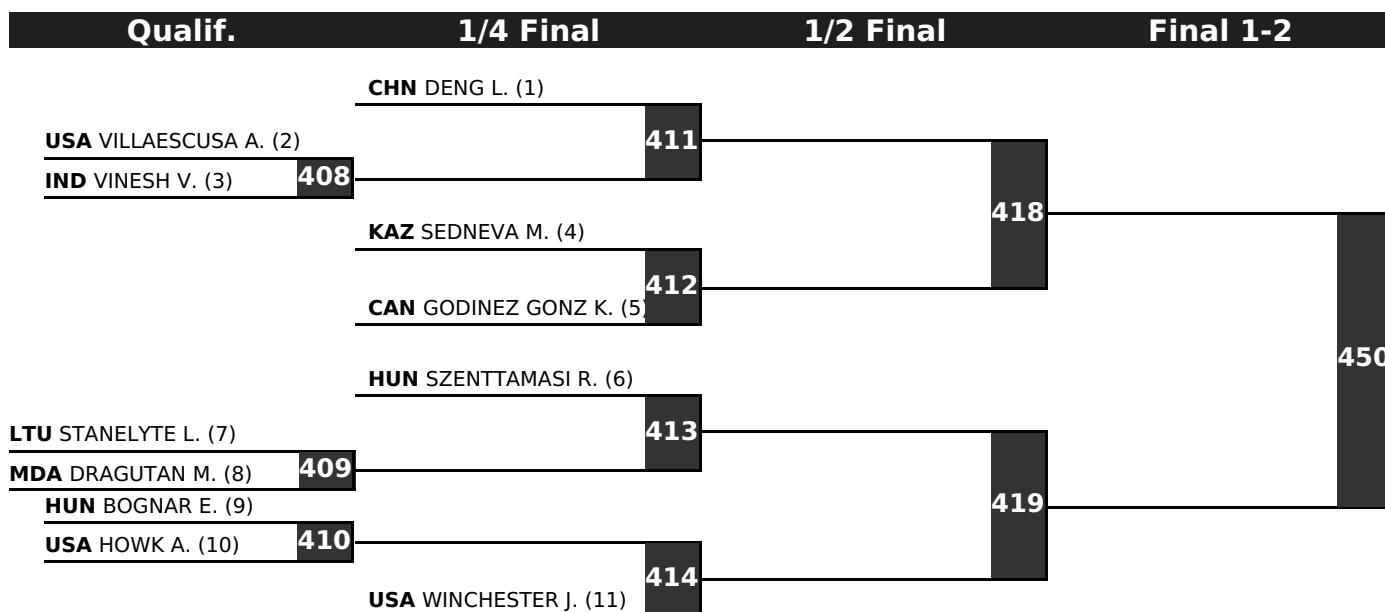 Qualif. 1/4 Final 1/2 Final Final 1-2
CHN DENG L. (1)
USA VILLAESCUSA A. (2)
411
IND VINESH V. (3) 408
418
KAZ SEDNEVA M. (4)
412
CAN GODINEZ GONZ K. (5)
450
HUN SZENTTAMASI R. (6)
LTU STANELYTE L. (7)
413
MDA DRAGUTAN M. (8) 409
HUN BOGNAR E. (9)
419
USA HOWK A. (10) 410
414
USA WINCHESTER J. (11)